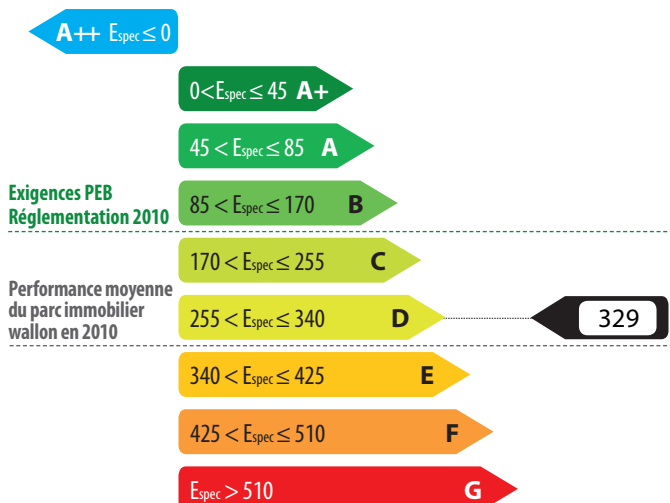 A++ Espec ≤ 0
0<Espec ≤ 45 A+
45 < Espec ≤ 85 A
Exigences PEB
Réglementation 2010
85 < Espec ≤ 170 B
170 < Espec ≤ 255 C
Performance moyenne
du parc immobilier
wallon en 2010
255 < Espec ≤ 340 D
329
340 < Espec ≤ 425 E
425 < Espec ≤ 510 F
Espec > 510 G